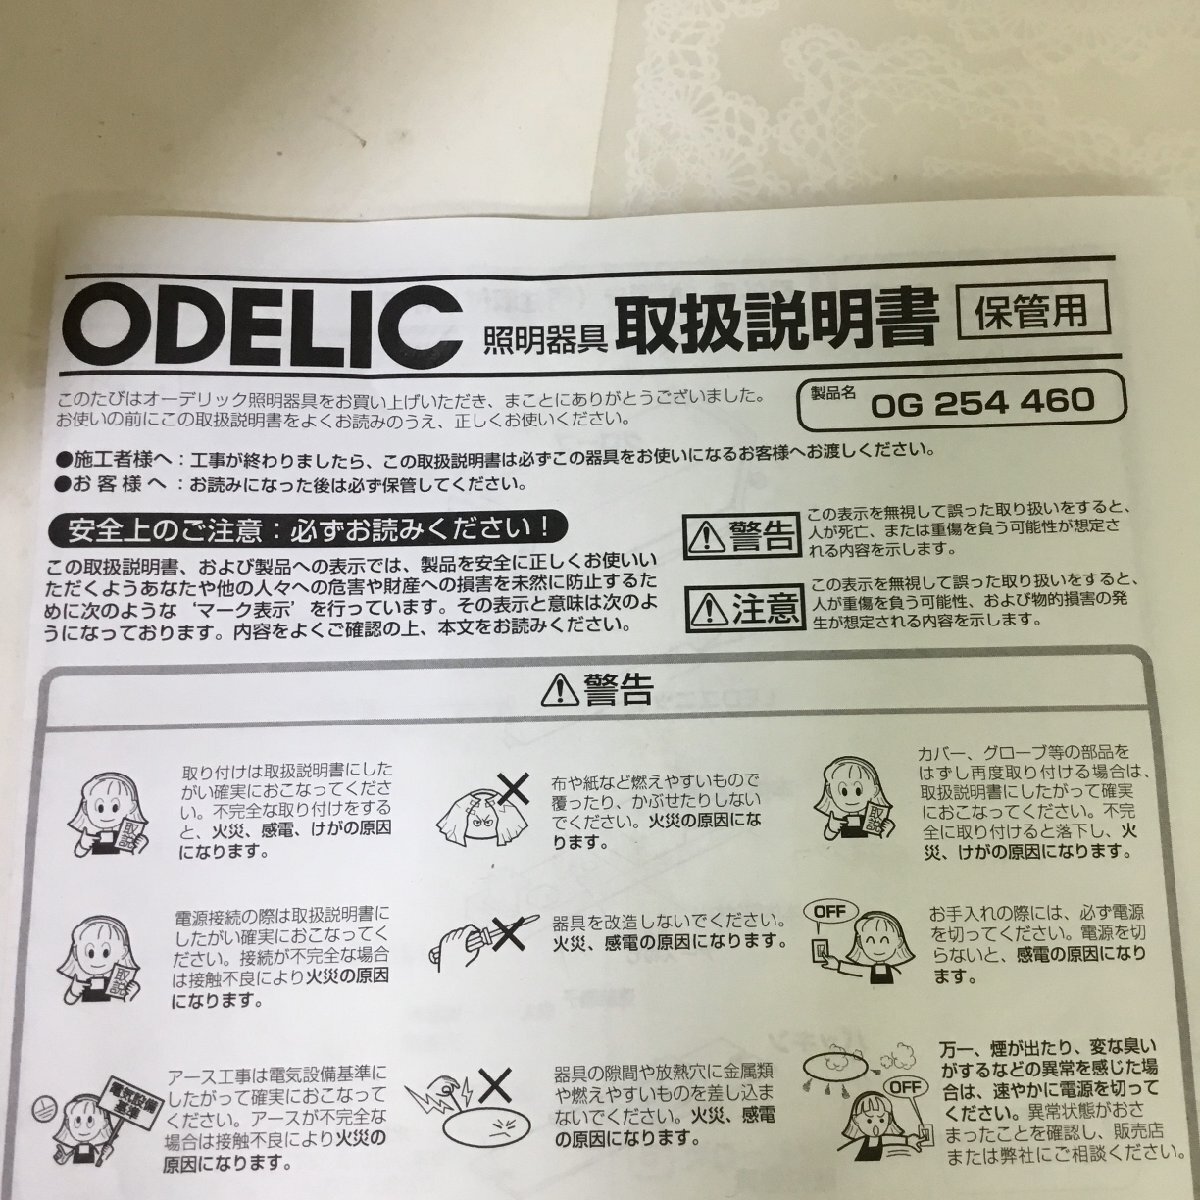 ODELIC 照明器具 取扱説明書 保管用
このたびはオーデリック照明器具をお買い上げいただき、まことにありがとうございました。
お使いの前にこの取扱説明書をよくお読みのうえ、正しくお使いください。
製品名 OG 254 460
●施工者様へ：工事が終わりましたら、この取扱説明書は必ずこの器具をお使いになるお客様へお渡しください。
●お客様へ：お読みになった後は必ず保管してください。
安全上のご注意：必ずお読みください！
この取扱説明書、および製品への表示では、製品を安全に正しくお使いい
ただくようあなたや他の人々への危害や財産への損害を未然に防止するた
めに次のような‘マーク表示’を行っています。その表示と意味は次のよ
うになっております。内容をよくご確認の上、本文をお読みください。
⚠警告
この表示を無視して誤った取り扱いをすると、
人が死亡、または重傷を負う可能性が想定さ
れる内容を示します。
⚠注意
この表示を無視して誤った取り扱いをすると、
人が重傷を負う可能性、および物的損害の発
生が想定される内容を示します。
⚠警告
取説
取り付けは取扱説明書にした
がい確実におこなってくださ
い。不完全な取り付けをする
と、火災、感電、けがの原因
になります。
布や紙など燃えやすいもので
覆ったり、かぶせたりしない
でください。火災の原因にな
ります。
取説
カバー、グローブ等の部品を
はずし再度取り付ける場合は、
取扱説明書にしたがって確実
におこなってください。不完
全に取り付けると落下し、火
災、けがの原因になります。
取説
電源接続の際は取扱説明書に
したがい確実におこなってく
ださい。接続が不完全な場合
は接触不良により火災の原因
になります。
器具を改造しないでください。
火災、感電の原因になります。
OFF
お手入れの際には、必ず電源
を切ってください。電源を切
らないと、感電の原因になり
ます。
電気設備
基準
アース工事は電気設備基準に
したがって確実におこなって
ください。アースが不完全な
場合は接触不良により火災の
原因になります。
器具の隙間や放熱穴に金属類
や燃えやすいものを差し込ま
ないでください。火災、感電
の原因になります。
OFF
万一、煙が出たり、変な臭い
がするなどの異常を感じた場
合は、速やかに電源を切って
ください。異常状態がおさ
まったことを確認し、販売店
または弊社にご相談ください。